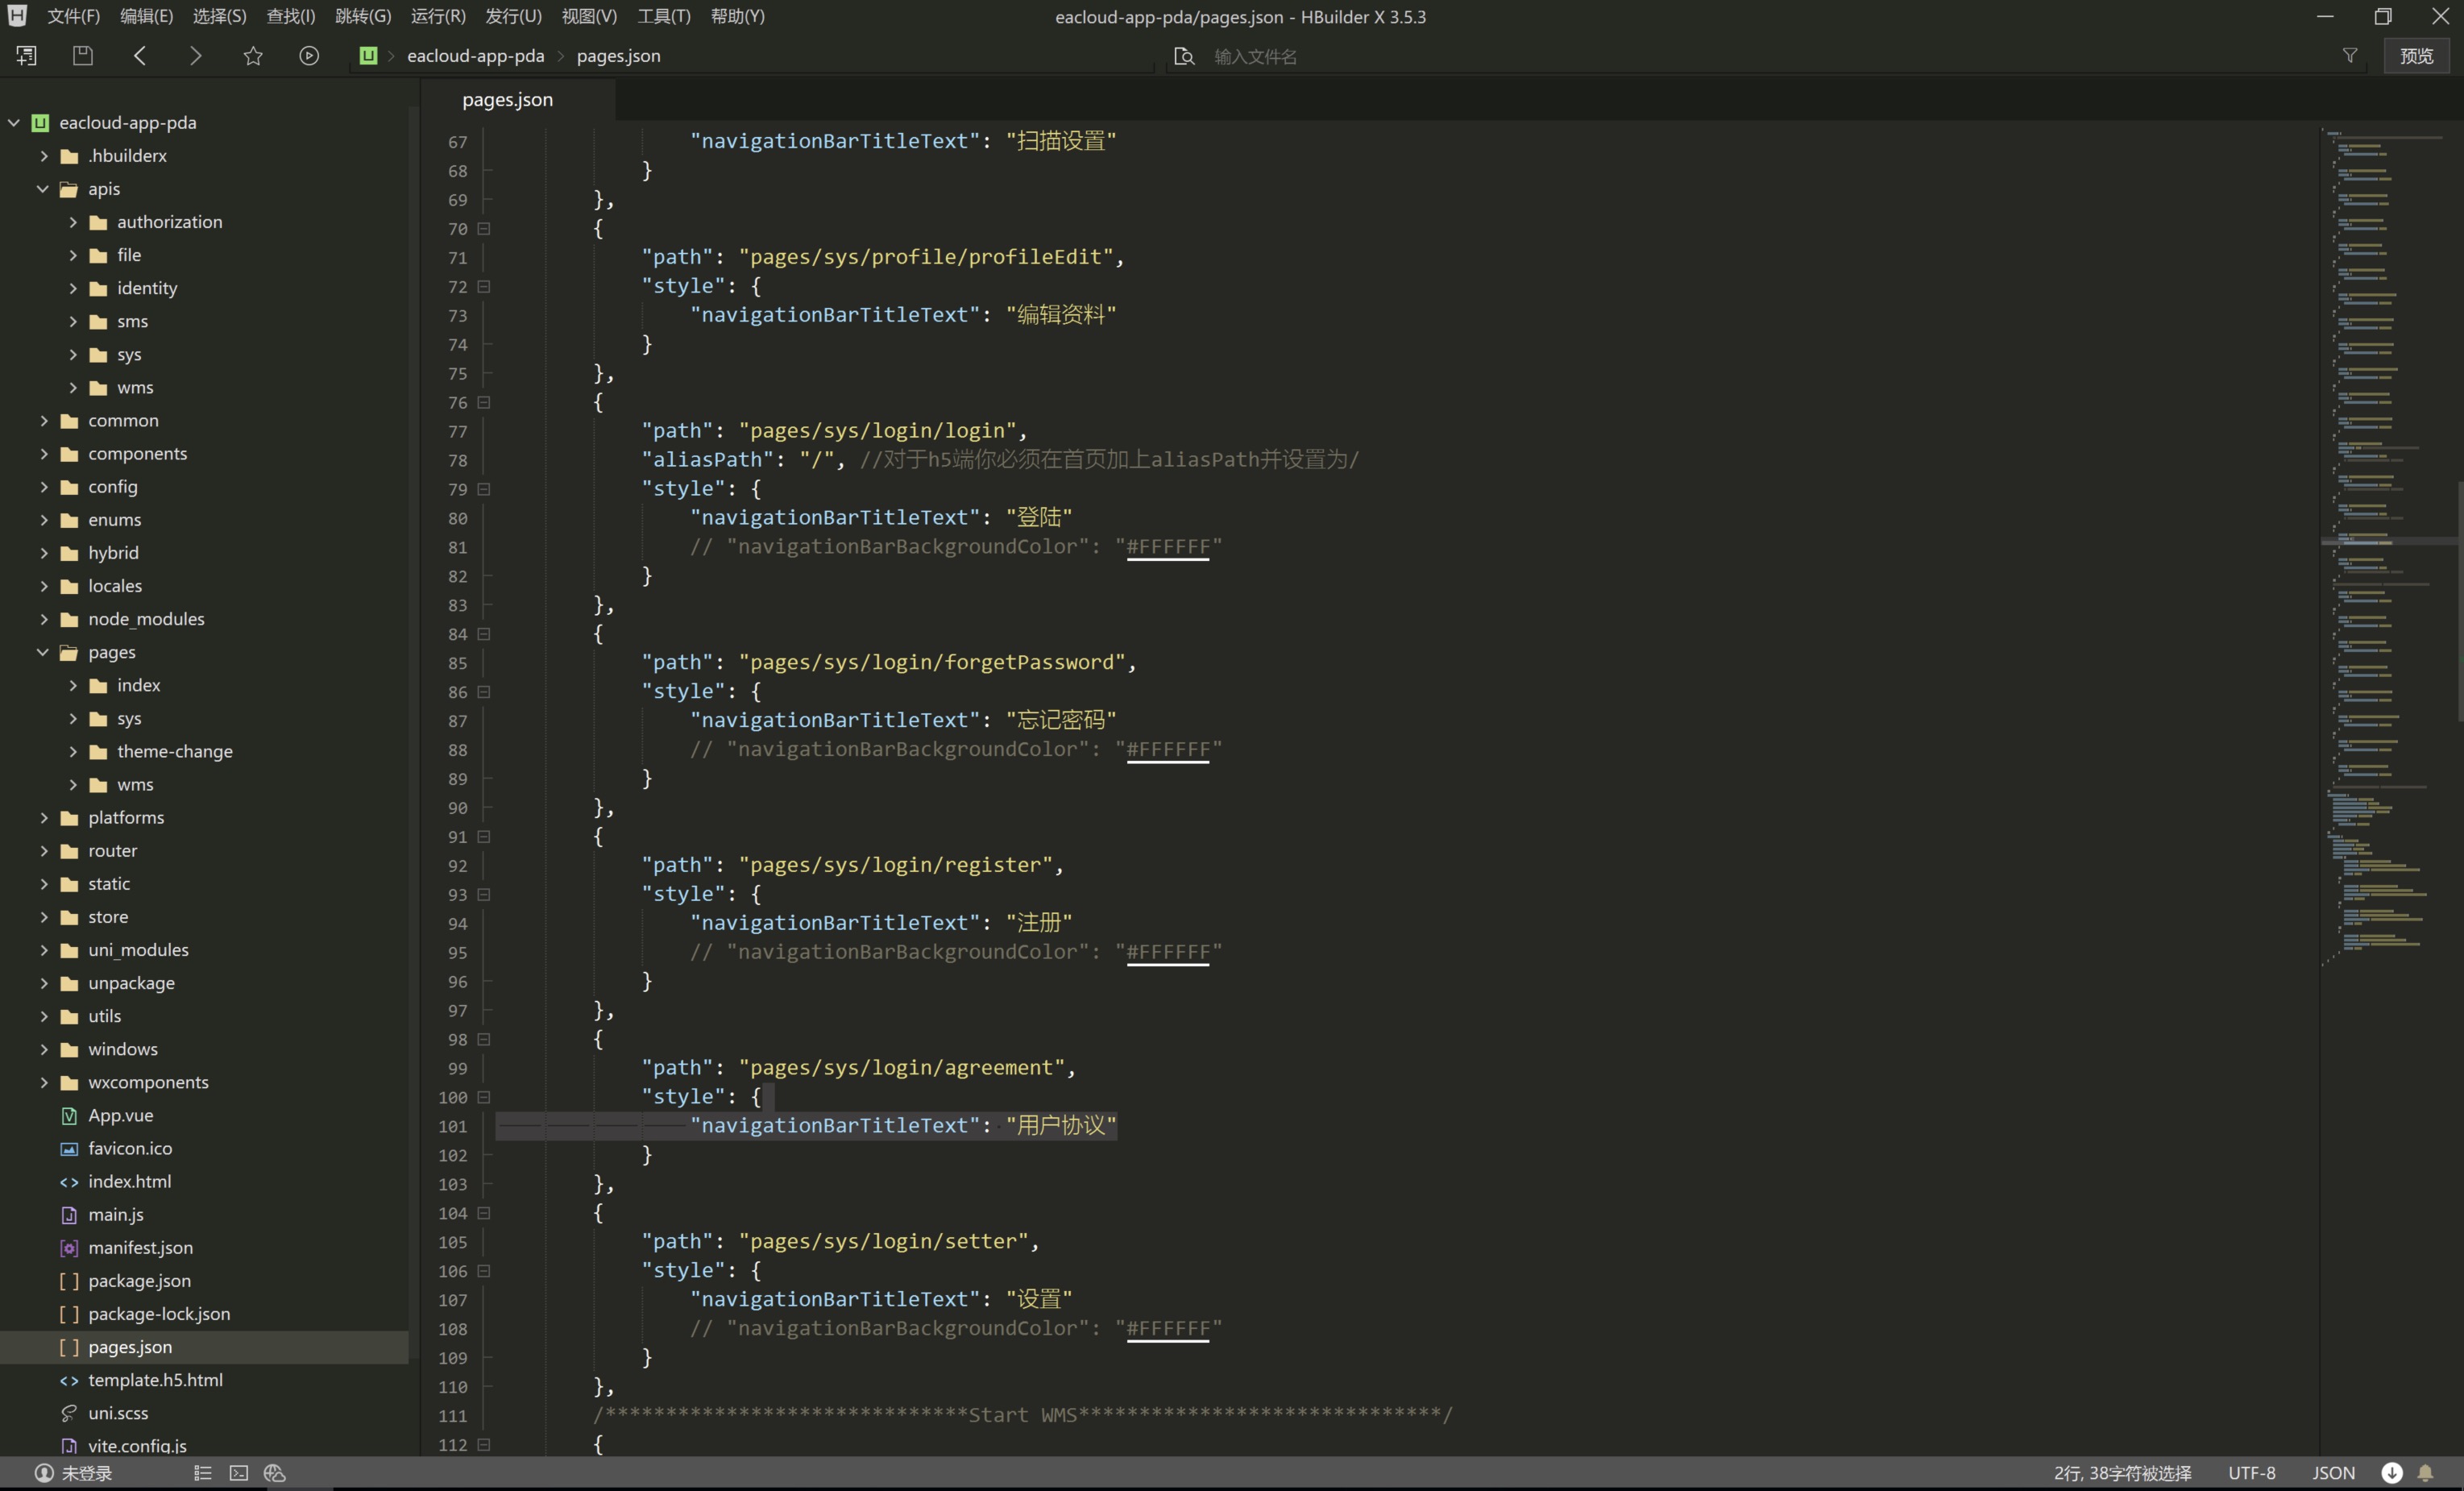 文件(F) 编辑(E) 选择(S) 查找(I) 跳转(G) 运行(R) 发行(U) 视图(V) 工具(T) 帮助(Y)
eacloud-app-pda/pages.json - HBuilder X 3.5.3
eacloud-app-pda
pages.json
输入文件名
预览
eacloud-app-pda
.hbuilderx
apis
authorization
file
identity
sms
sys
wms
common
components
config
enums
hybrid
locales
node_modules
pages
index
sys
theme-change
wms
platforms
router
static
store
uni_modules
unpackage
utils
windows
wxcomponents
App.vue
favicon.ico
index.html
main.js
manifest.json
package.json
package-lock.json
pages.json
template.h5.html
uni.scss
vite.config.js
pages.json
67 "navigationBarTitleText": "扫描设置"
68 }
69 },
70 {
71 "path": "pages/sys/profile/profileEdit",
72 "style": {
73 "navigationBarTitleText": "编辑资料"
74 }
75 },
76 {
77 "path": "pages/sys/login/login",
78 "aliasPath": "/", //对于h5端你必须在首页加上aliasPath并设置为/
79 "style": {
80 "navigationBarTitleText": "登陆"
81 // "navigationBarBackgroundColor": "#FFFFFF"
82 }
83 },
84 {
85 "path": "pages/sys/login/forgetPassword",
86 "style": {
87 "navigationBarTitleText": "忘记密码"
88 // "navigationBarBackgroundColor": "#FFFFFF"
89 }
90 },
91 {
92 "path": "pages/sys/login/register",
93 "style": {
94 "navigationBarTitleText": "注册"
95 // "navigationBarBackgroundColor": "#FFFFFF"
96 }
97 },
98 {
99 "path": "pages/sys/login/agreement",
100 "style": {
101 "navigationBarTitleText": "用户协议"
102 }
103 },
104 {
105 "path": "pages/sys/login/setter",
106 "style": {
107 "navigationBarTitleText": "设置"
108 // "navigationBarBackgroundColor": "#FFFFFF"
109 }
110 },
111 /******************************Start WMS******************************/
112 {
未登录
2行, 38字符被选择 UTF-8 JSON